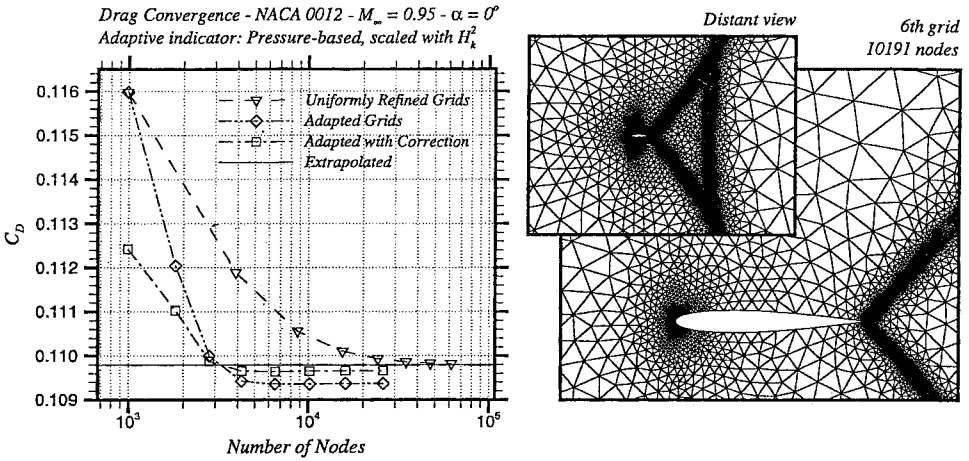 Drag Convergence - NACA 0012 - M∞ = 0.95 - α = 0°
Adaptive indicator: Pressure-based, scaled with H²ₖ
0.116
0.115
0.114
0.113
0.112
0.111
0.110
0.109
C_D
Uniformly Refined Grids
Adapted Grids
Adapted with Correction
Extrapolated
10³
10⁴
10⁵
Number of Nodes
Distant view
6th grid
10191 nodes